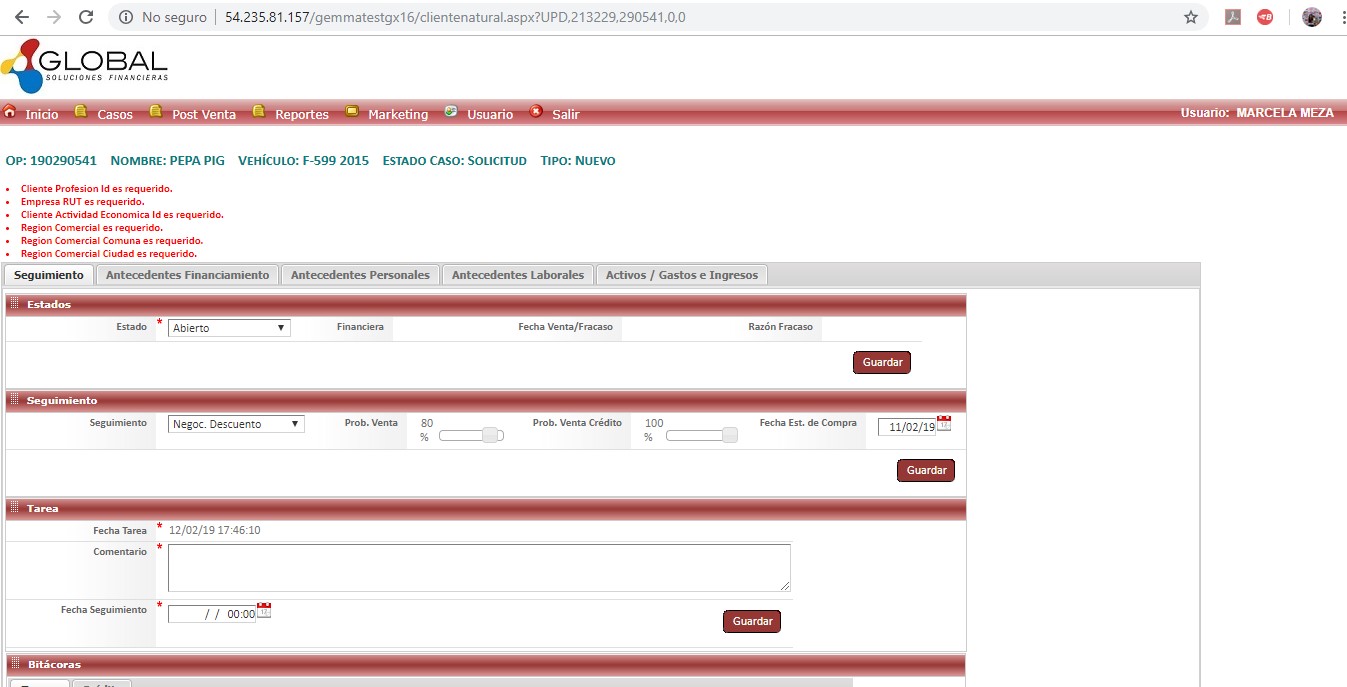 No seguro | 54.235.81.157/gemmatestgx16/clientenatural.aspx?UPD,213229,290541,0,0
GLOBAL
SOLUCIONES FINANCIERAS
Inicio Casos Post Venta Reportes Marketing Usuario Salir Usuario: MARCELA MEZA
OP: 190290541 NOMBRE: PEPA PIG VEHÍCULO: F-599 2015 ESTADO CASO: SOLICITUD TIPO: NUEVO
Cliente Profesion Id es requerido.
Empresa RUT es requerido.
Cliente Actividad Economica Id es requerido.
Region Comercial es requerido.
Region Comercial Comuna es requerido.
Region Comercial Ciudad es requerido.
Seguimiento Antecedentes Financiamiento Antecedentes Personales Antecedentes Laborales Activos / Gastos e Ingresos
Estados
Estado * Abierto Financiera Fecha Venta/Fracaso Razón Fracaso
Guardar
Seguimiento
Seguimiento Negoc. Descuento Prob. Venta 80 % Prob. Venta Crédito 100 % Fecha Est. de Compra 11/02/19
Guardar
Tarea
Fecha Tarea * 12/02/19 17:46:10
Comentario *
Fecha Seguimiento * / / 00:00
Guardar
Bitácoras